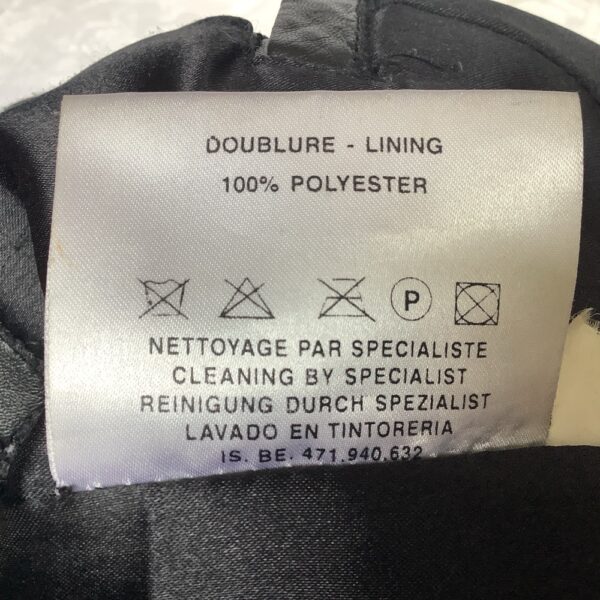 DOUBLURE - LINING
100% POLYESTER
P
NETTOYAGE PAR SPECIALISTE
CLEANING BY SPECIALIST
REINIGUNG DURCH SPEZIALIST
LAVADO EN TINTORERIA
IS. BE. 471.940.632